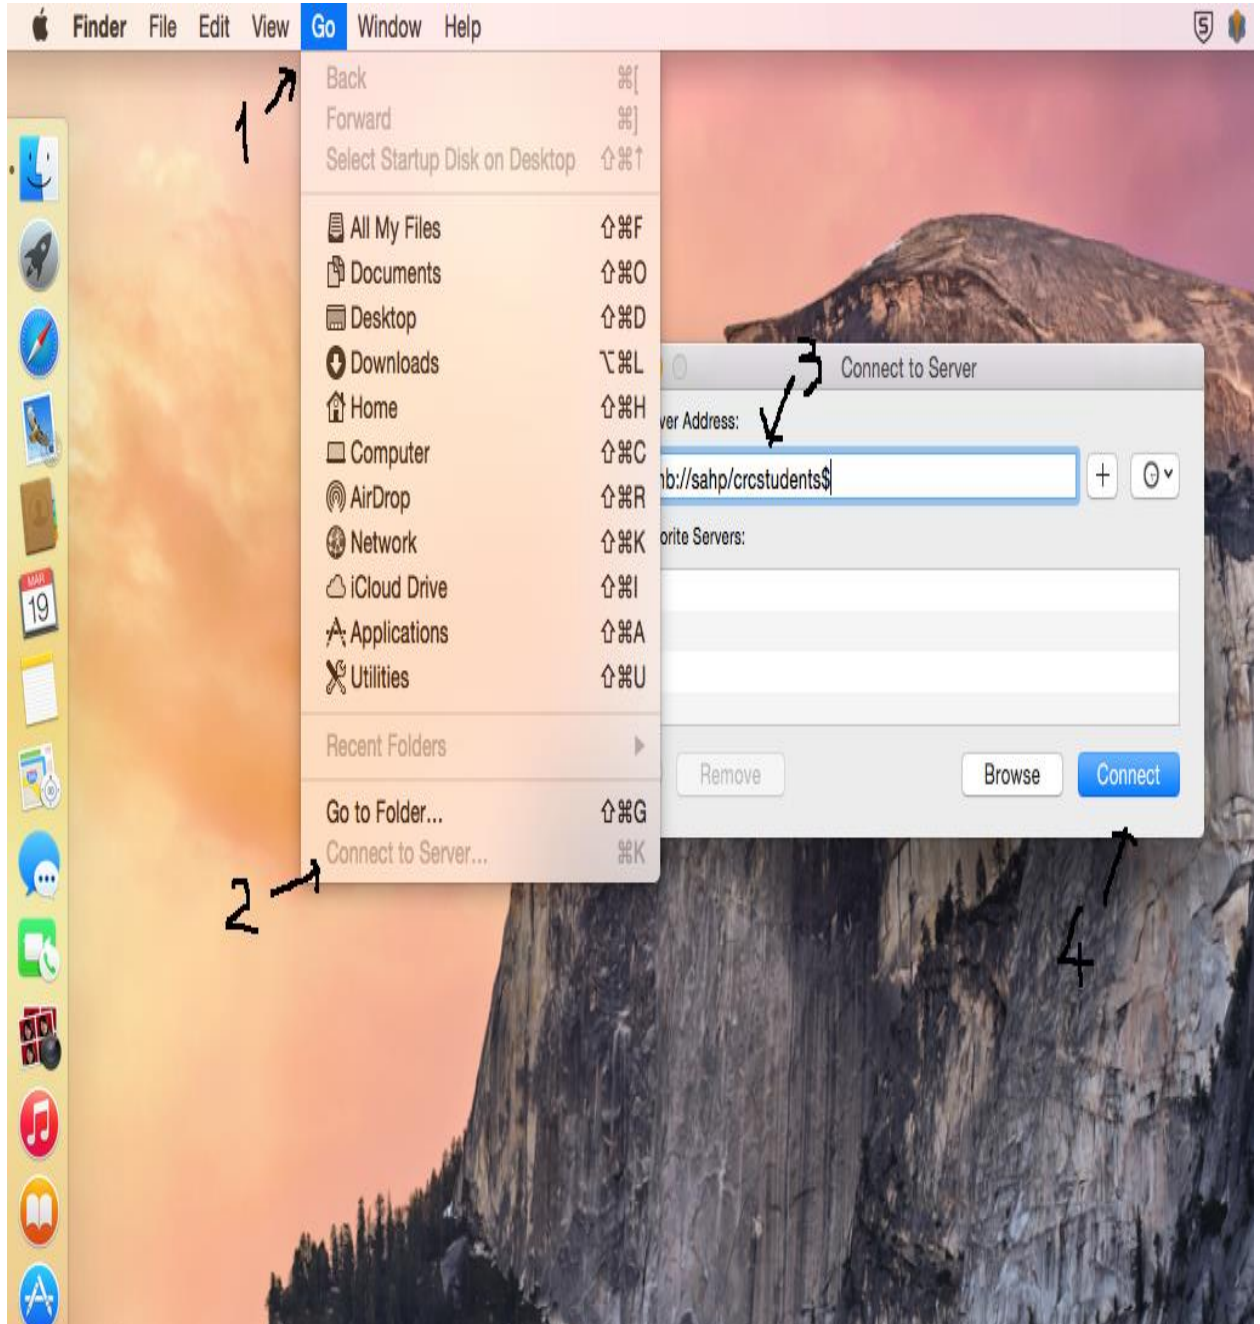 Finder File Edit View Go Window Help
1
Back ⌘[
Forward ⌘]
Select Startup Disk on Desktop ⇧⌘↑
All My Files ⇧⌘F
Documents ⇧⌘O
Desktop ⇧⌘D
Downloads ⌥⌘L
Home ⇧⌘H
Computer ⇧⌘C
AirDrop ⇧⌘R
Network ⇧⌘K
iCloud Drive ⇧⌘I
Applications ⇧⌘A
Utilities ⇧⌘U
Recent Folders
Go to Folder... ⇧⌘G
Connect to Server... ⌘K
2
3
Connect to Server
ver Address:
nb://sahp/crcstudents$
orite Servers:
Remove Browse Connect
4
MAR
19